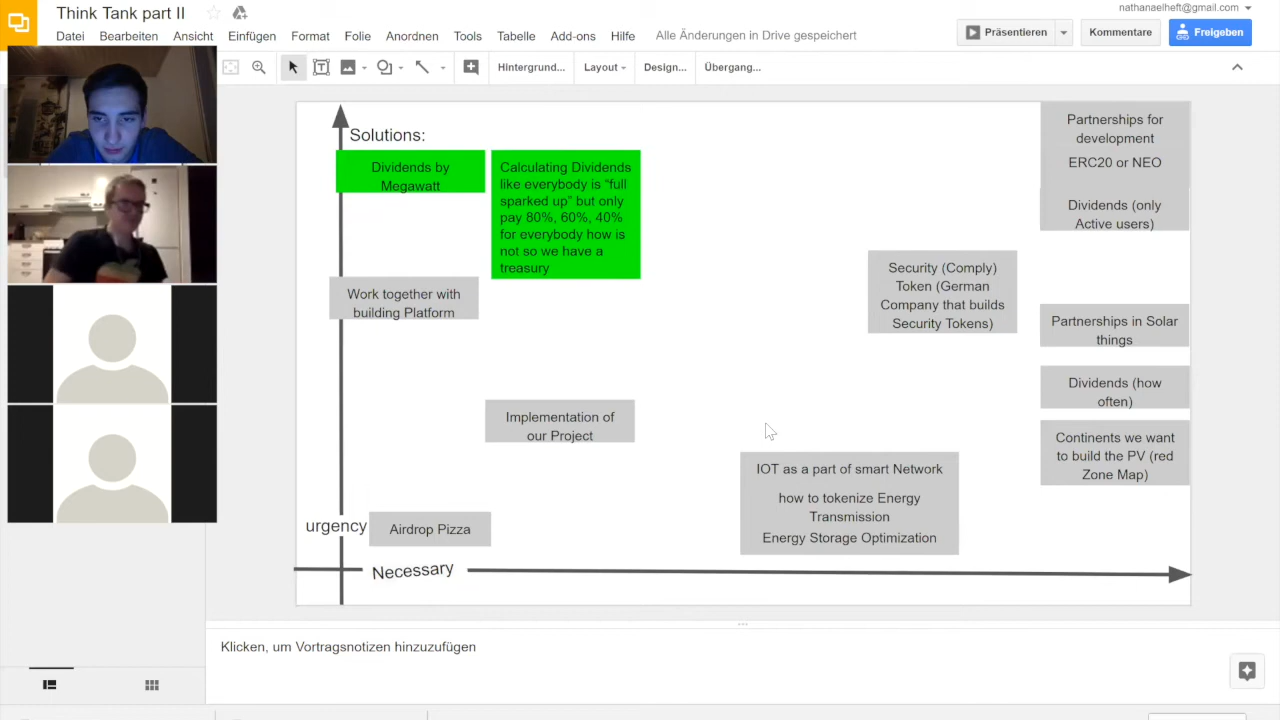 Think Tank part II
nathanaelheft@gmail.com
Datei Bearbeiten Ansicht Einfügen Format Folie Anordnen Tools Tabelle Add-ons Hilfe Alle Änderungen in Drive gespeichert
Präsentieren Kommentare Freigeben
Hintergrund... Layout Design... Übergang...
Solutions:
Dividends by
Megawatt
Calculating Dividends
like everybody is “full
sparked up” but only
pay 80%, 60%, 40%
for everybody how is
not so we have a
treasury
Partnerships for
development
ERC20 or NEO
Dividends (only
Active users)
Work together with
building Platform
Security (Comply)
Token (German
Company that builds
Security Tokens)
Partnerships in Solar
things
Dividends (how
often)
Implementation of
our Project
Continents we want
to build the PV (red
Zone Map)
IOT as a part of smart Network
how to tokenize Energy
Transmission
Energy Storage Optimization
urgency
Airdrop Pizza
Necessary
Klicken, um Vortragsnotizen hinzuzufügen